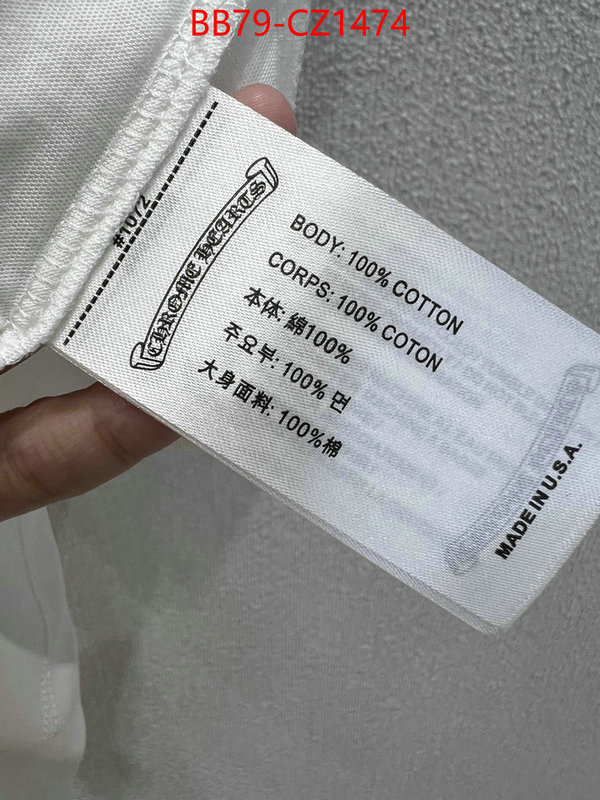 BB79-CZ1474
#1072
CHROME HEARTS
BODY: 100% COTTON
CORPS: 100% COTON
本体: 綿100%
주요부: 100% 면
大身面料: 100%棉
MADE IN U.S.A.